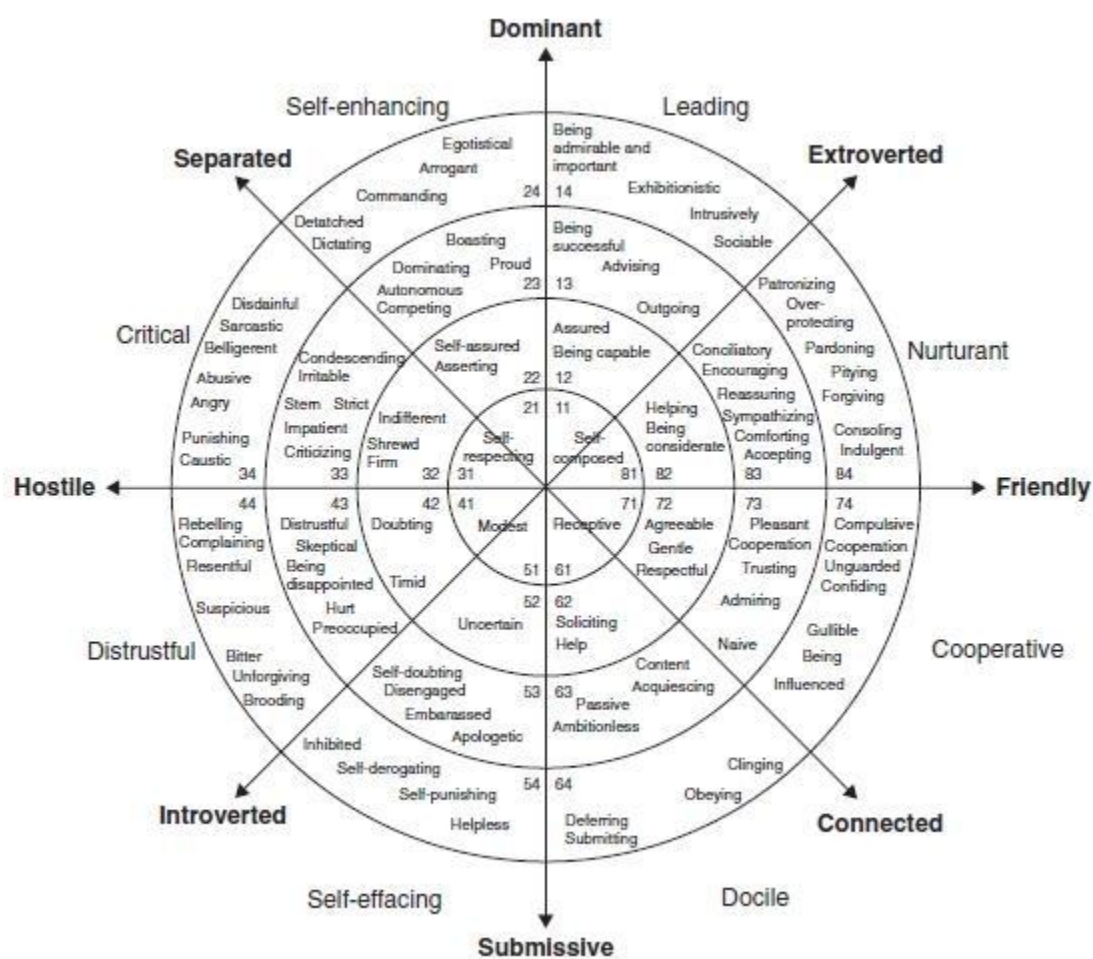 Dominant
Self-enhancing
Leading
Separated
Extroverted
Egotistical
Arrogant
Commanding
Detatched
Dictating
24
14
Being
admirable and
important
Exhibitionistic
Intrusively
Sociable
Boasting
Proud
Dominating
Autonomous
Competing
23
13
Being
successful
Advising
Outgoing
Patronizing
Over-
protecting
Pardoning
Pitying
Forgiving
Consoling
Indulgent
Nurturant
Critical
Disdainful
Sarcastic
Belligerent
Abusive
Angry
Punishing
Caustic
34
Condescending
Irritable
Stern Strict
Impatient
Criticizing
33
Self-assured
Asserting
22
12
Assured
Being capable
Conciliatory
Encouraging
Reassuring
Sympathizing
Comforting
Accepting
83
84
Indifferent
Shrewd
Firm
32
21
11
Self-
respecting
31
Self-
composed
81
Helping
Being
considerate
82
Hostile
Friendly
44
43
42
41
71
72
73
74
Rebelling
Complaining
Resentful
Suspicious
Bitter
Unforgiving
Brooding
Distrustful
Distrustful
Skeptical
Being
disappointed
Hurt
Preoccupied
Doubting
Timid
Modest
51
61
Receptive
Agreeable
Gentle
Respectful
Pleasant
Cooperation
Trusting
Admiring
Naive
Compulsive
Cooperation
Unguarded
Confiding
Gullible
Being
Influenced
Cooperative
52
62
Uncertain
Soliciting
Help
Self-doubting
Disengaged
Embarassed
Apologetic
53
63
Content
Acquiescing
Passive
Ambitionless
Inhibited
Self-derogating
Self-punishing
Helpless
54
64
Clinging
Obeying
Deferring
Submitting
Introverted
Connected
Self-effacing
Docile
Submissive